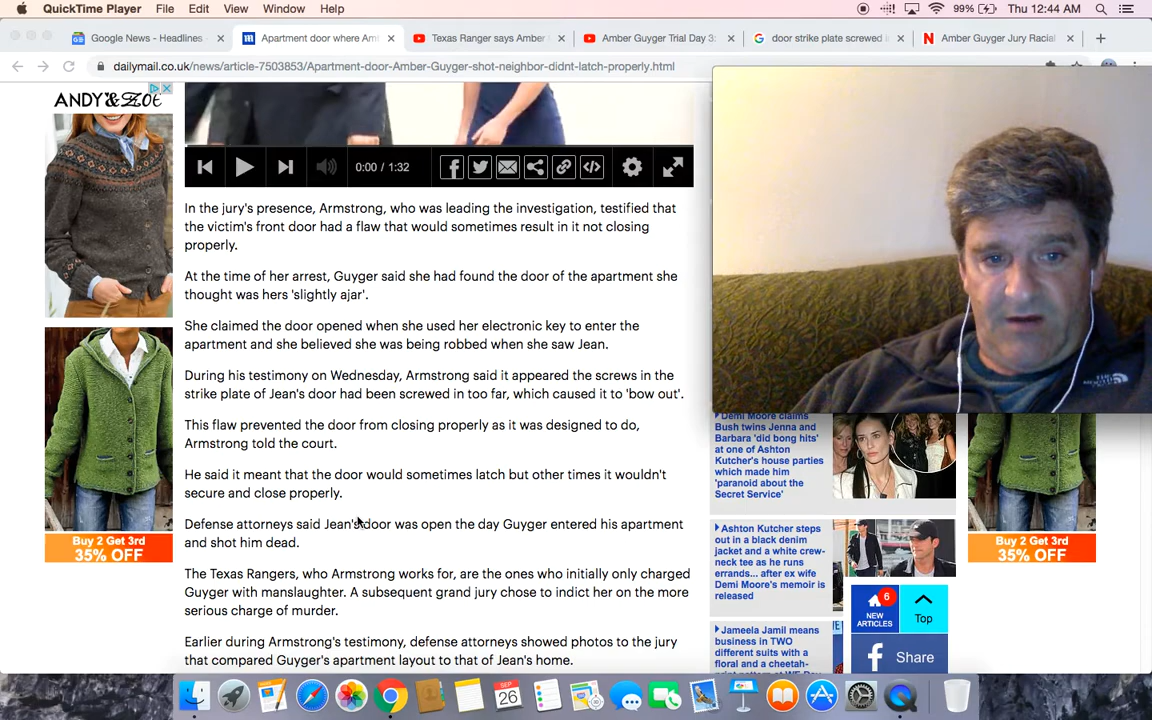 QuickTime Player File Edit View Window Help 99% Thu 12:44 AM
Google News - Headlines - Apartment door where Am Texas Ranger says Amber Amber Guyger Trial Day 3: door strike plate screwed Amber Guyger Jury Racial
dailymail.co.uk/news/article-7503853/Apartment-door-Amber-Guyger-shot-neighbor-didnt-latch-properly.html
ANDY & Zoë
Buy 2 Get 3rd
35% OFF
0:00 / 1:32
In the jury's presence, Armstrong, who was leading the investigation, testified that
the victim's front door had a flaw that would sometimes result in it not closing
properly.
At the time of her arrest, Guyger said she had found the door of the apartment she
thought was hers 'slightly ajar'.
She claimed the door opened when she used her electronic key to enter the
apartment and she believed she was being robbed when she saw Jean.
During his testimony on Wednesday, Armstrong said it appeared the screws in the
strike plate of Jean's door had been screwed in too far, which caused it to 'bow out'.
This flaw prevented the door from closing properly as it was designed to do,
Armstrong told the court.
He said it meant that the door would sometimes latch but other times it wouldn't
secure and close properly.
Defense attorneys said Jean's door was open the day Guyger entered his apartment
and shot him dead.
The Texas Rangers, who Armstrong works for, are the ones who initially only charged
Guyger with manslaughter. A subsequent grand jury chose to indict her on the more
serious charge of murder.
Earlier during Armstrong's testimony, defense attorneys showed photos to the jury
that compared Guyger's apartment layout to that of Jean's home.
THE NORTH FACE
Demi Moore claims
Bush twins Jenna and
Barbara 'did bong hits'
at one of Ashton
Kutcher's house parties
which made him
'paranoid about the
Secret Service'
Ashton Kutcher steps
out in a black denim
jacket and a white crew-
neck tee as he runs
errands... after ex wife
Demi Moore's memoir is
released
Jameela Jamil means
business in TWO
different suits with a
floral and a cheetah-
6
NEW
ARTICLES
Top
Share
Buy 2 Get 3rd
35% OFF
SEP
26